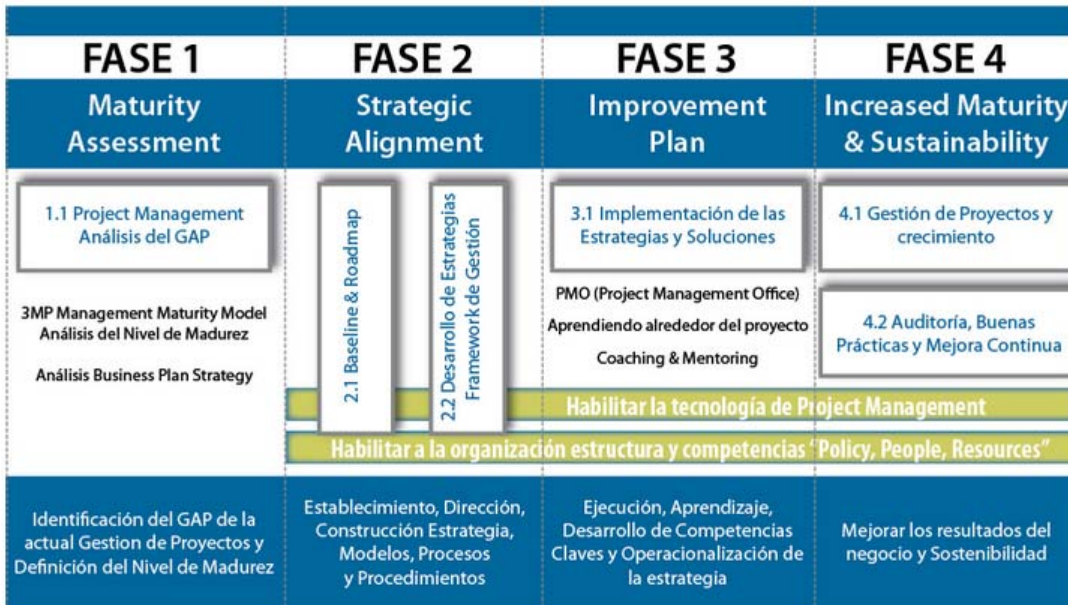 FASE 1
Maturity
Assessment
1.1 Project Management
Análisis del GAP
3MP Management Maturity Model
Análisis del Nivel de Madurez
Análisis Business Plan Strategy
Identificación del GAP de la
actual Gestion de Proyectos y
Definición del Nivel de Madurez
FASE 2
Strategic
Alignment
2.1 Baseline & Roadmap
2.2 Desarrollo de Estrategias
Framework de Gestión
Establecimiento, Dirección,
Construcción Estrategia,
Modelos, Procesos
y Procedimientos
FASE 3
Improvement
Plan
3.1 Implementación de las
Estrategias y Soluciones
PMO (Project Management Office)
Aprendiendo alrededor del proyecto
Coaching & Mentoring
Ejecución, Aprendizaje,
Desarrollo de Competencias
Claves y Operacionalización de
la estrategia
FASE 4
Increased Maturity
& Sustainability
4.1 Gestión de Proyectos y
crecimiento
4.2 Auditoría, Buenas
Prácticas y Mejora Continua
Mejorar los resultados del
negocio y Sostenibilidad
Habilitar la tecnología de Project Management
Habilitar a la organización estructura y competencias "Policy, People, Resources"